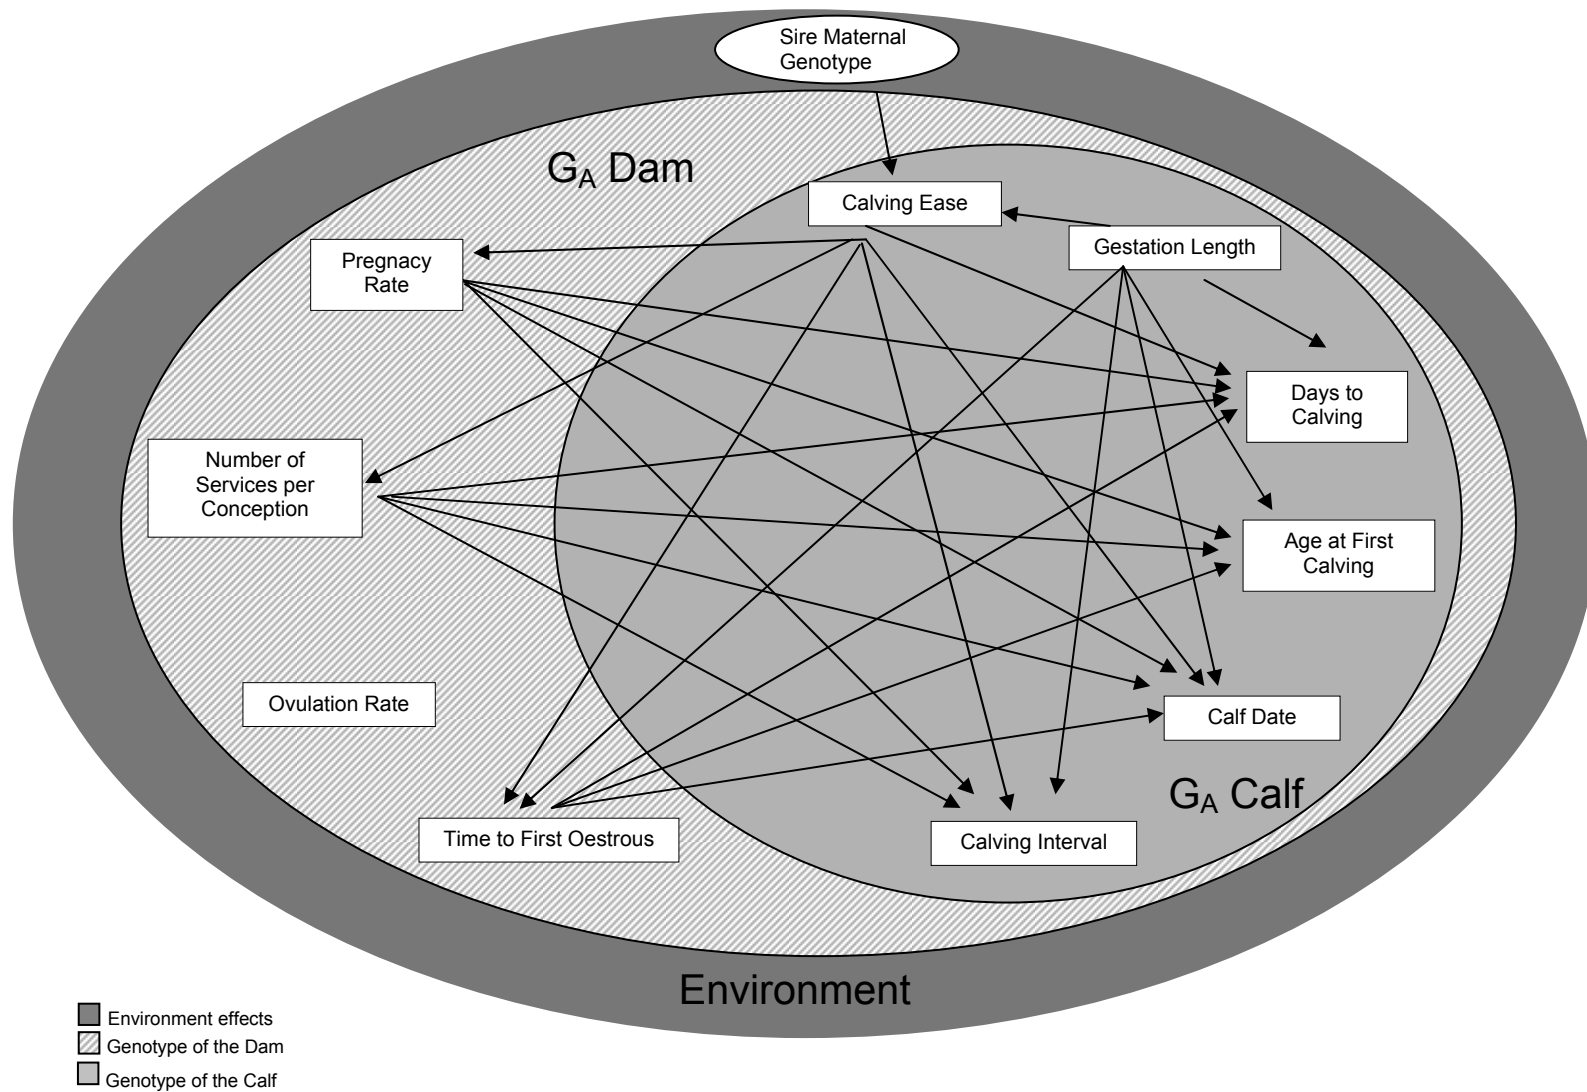 Sire Maternal
Genotype
G_A Dam
Calving Ease
Gestation Length
Pregnacy
Rate
Days to
Calving
Number of
Services per
Conception
Age at First
Calving
Ovulation Rate
Calf Date
G_A Calf
Time to First Oestrous
Calving Interval
Environment
Environment effects
Genotype of the Dam
Genotype of the Calf